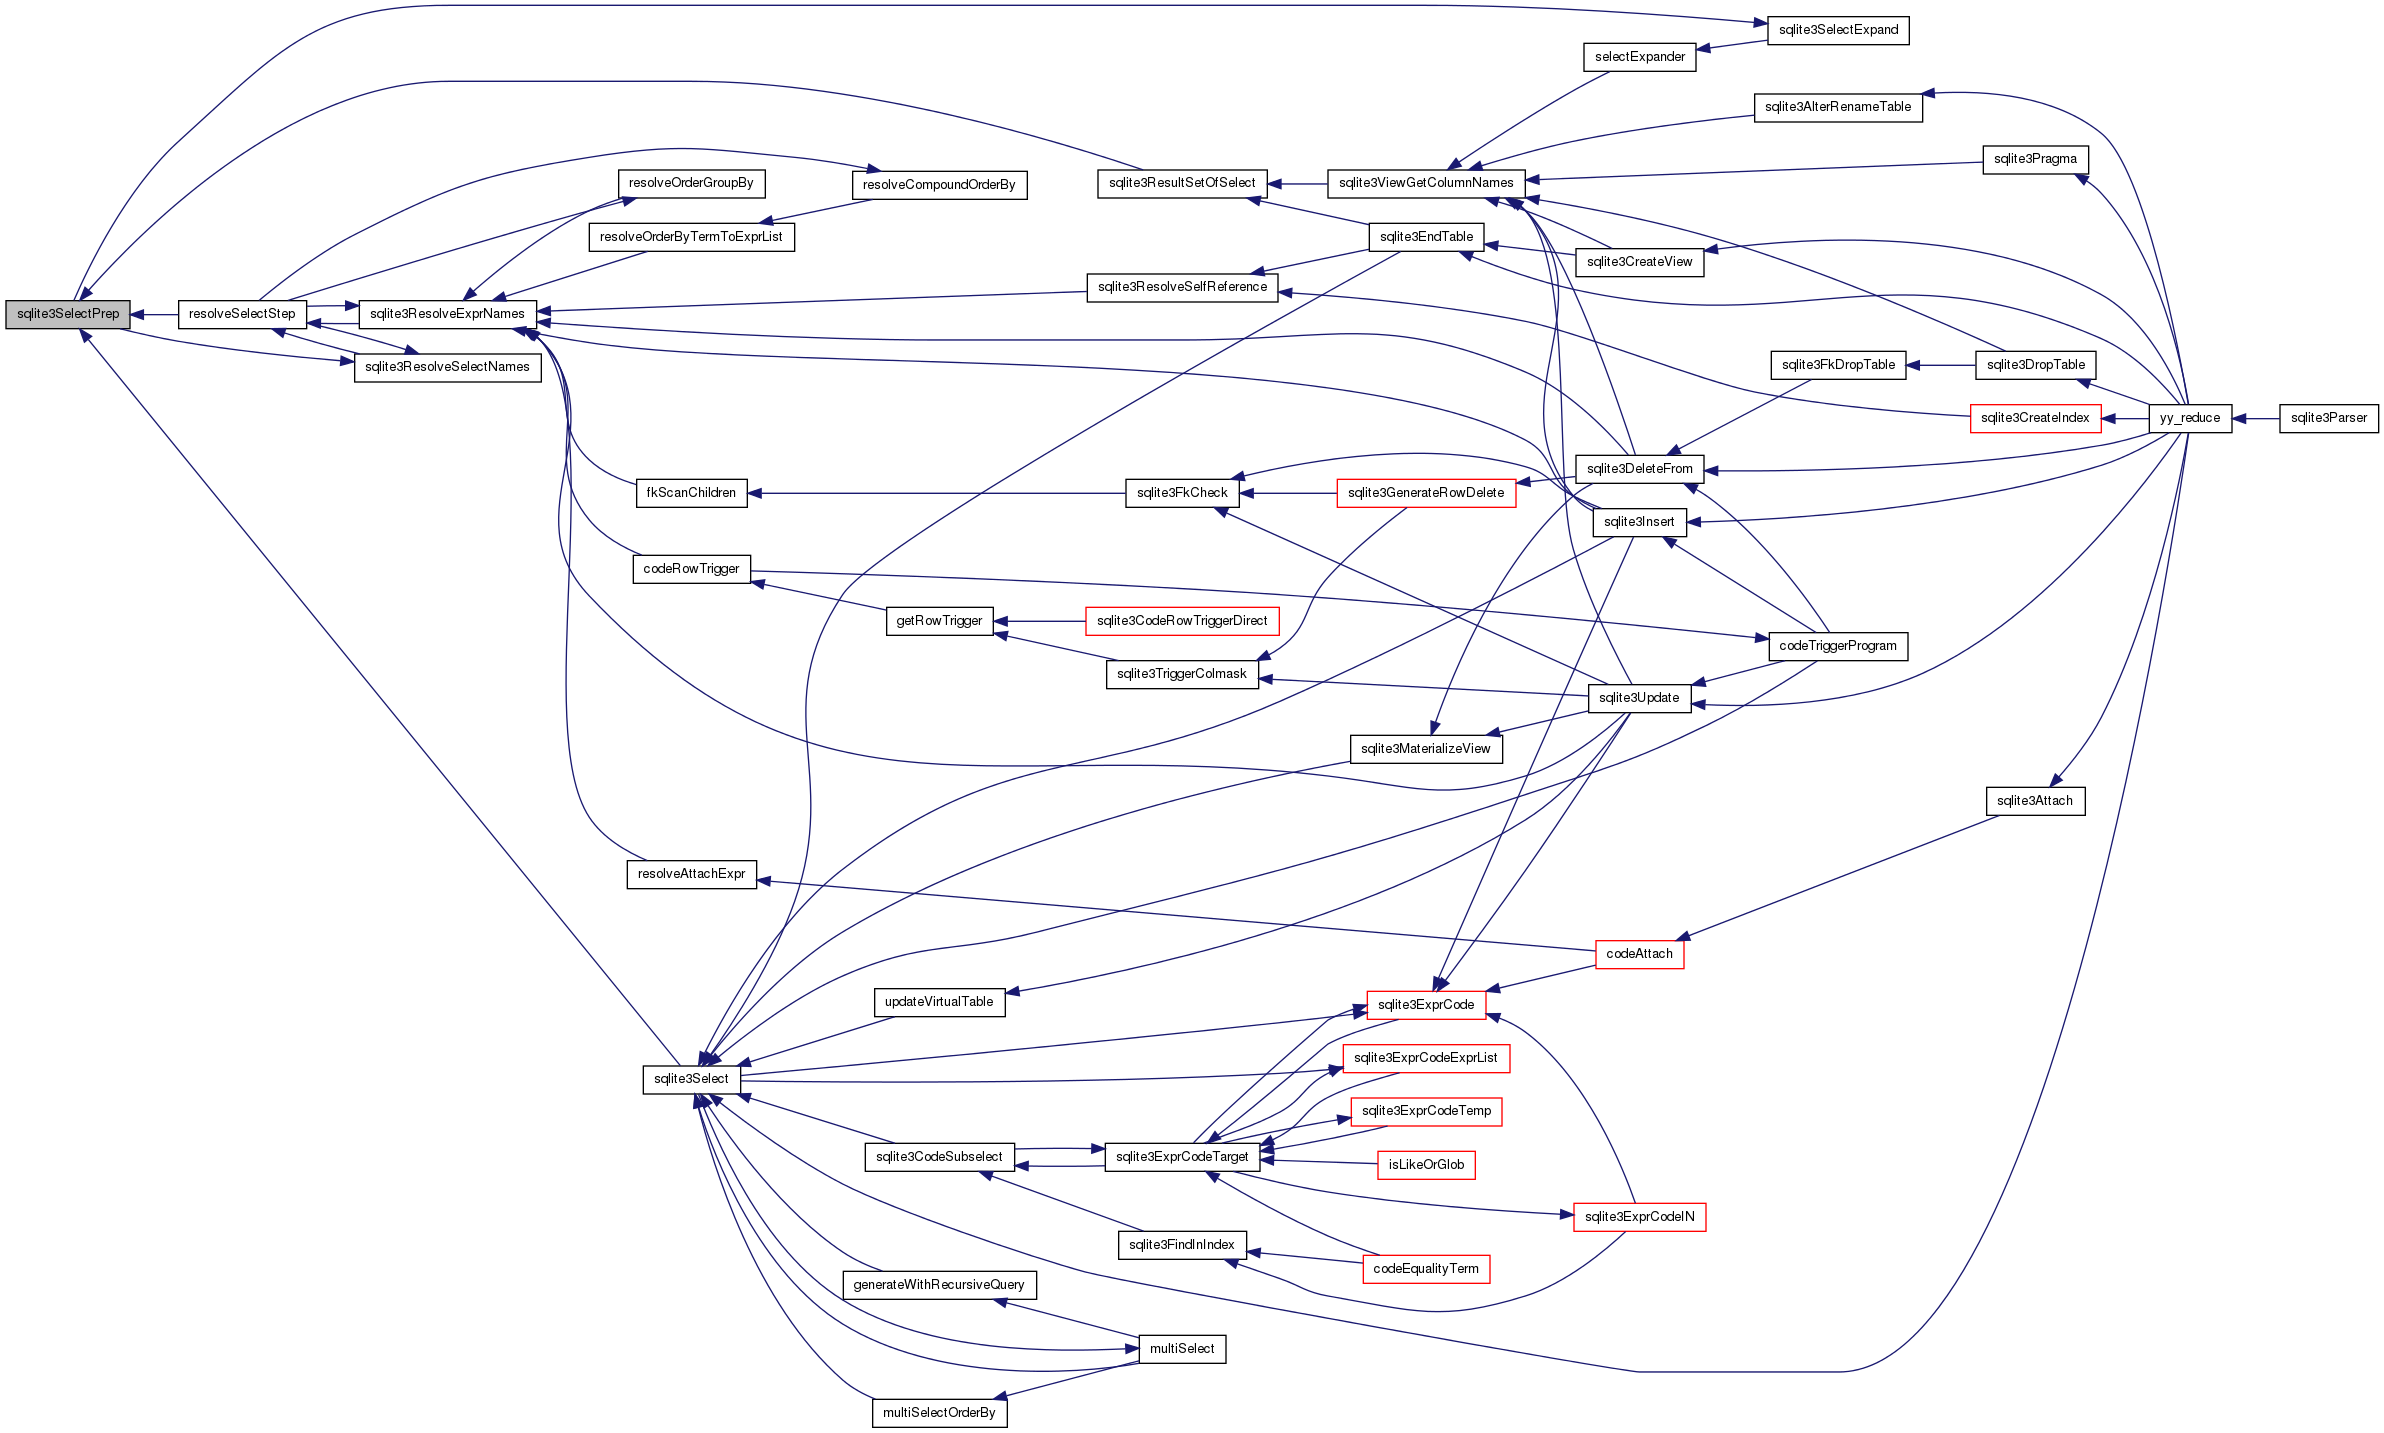 sqlite3SelectExpand
selectExpander
sqlite3AlterRenameTable
sqlite3Pragma
resolveOrderGroupBy
resolveCompoundOrderBy
sqlite3ResultSetOfSelect
sqlite3ViewGetColumnNames
resolveOrderByTermToExprList
sqlite3EndTable
sqlite3CreateView
sqlite3ResolveSelfReference
sqlite3SelectPrep
resolveSelectStep
sqlite3ResolveExprNames
sqlite3ResolveSelectNames
sqlite3FkDropTable
sqlite3DropTable
sqlite3CreateIndex
yy_reduce
sqlite3Parser
sqlite3DeleteFrom
fkScanChildren
sqlite3FkCheck
sqlite3GenerateRowDelete
sqlite3Insert
codeRowTrigger
getRowTrigger
sqlite3CodeRowTriggerDirect
codeTriggerProgram
sqlite3TriggerColmask
sqlite3Update
sqlite3MaterializeView
sqlite3Attach
resolveAttachExpr
codeAttach
updateVirtualTable
sqlite3ExprCode
sqlite3ExprCodeExprList
sqlite3Select
sqlite3ExprCodeTemp
sqlite3CodeSubselect
sqlite3ExprCodeTarget
isLikeOrGlob
sqlite3ExprCodeIN
sqlite3FindInIndex
codeEqualityTerm
generateWithRecursiveQuery
multiSelect
multiSelectOrderBy